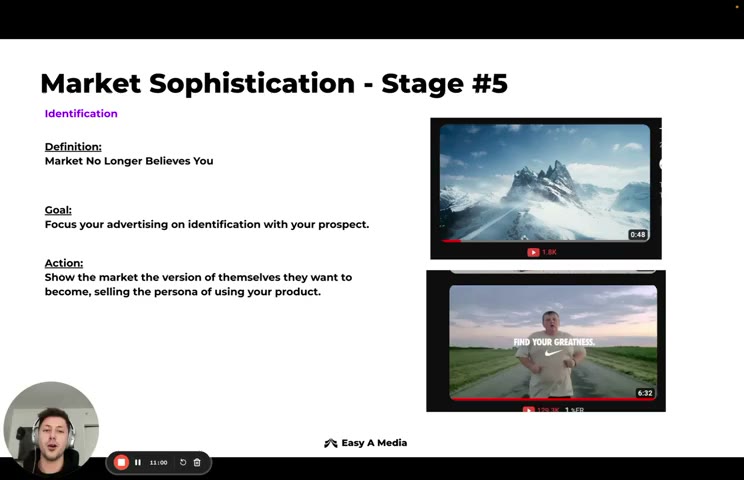 Market Sophistication - Stage #5
Identification
Definition:
Market No Longer Believes You
Goal:
Focus your advertising on identification with your prospect.
Action:
Show the market the version of themselves they want to
become, selling the persona of using your product.
0:48
1.8K
FIND YOUR GREATNESS.
6:32
129.3K
Easy A Media
11:00